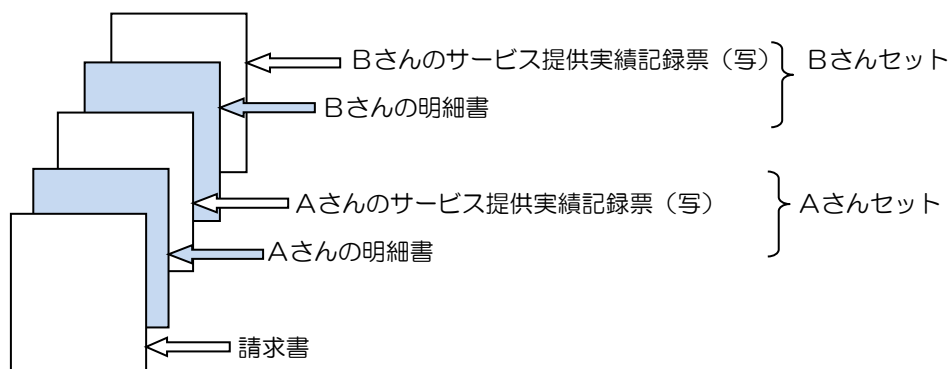 Ｂさんのサービス提供実績記録票（写） Ｂさんセット
Ｂさんの明細書
Ａさんのサービス提供実績記録票（写） Ａさんセット
Ａさんの明細書
請求書